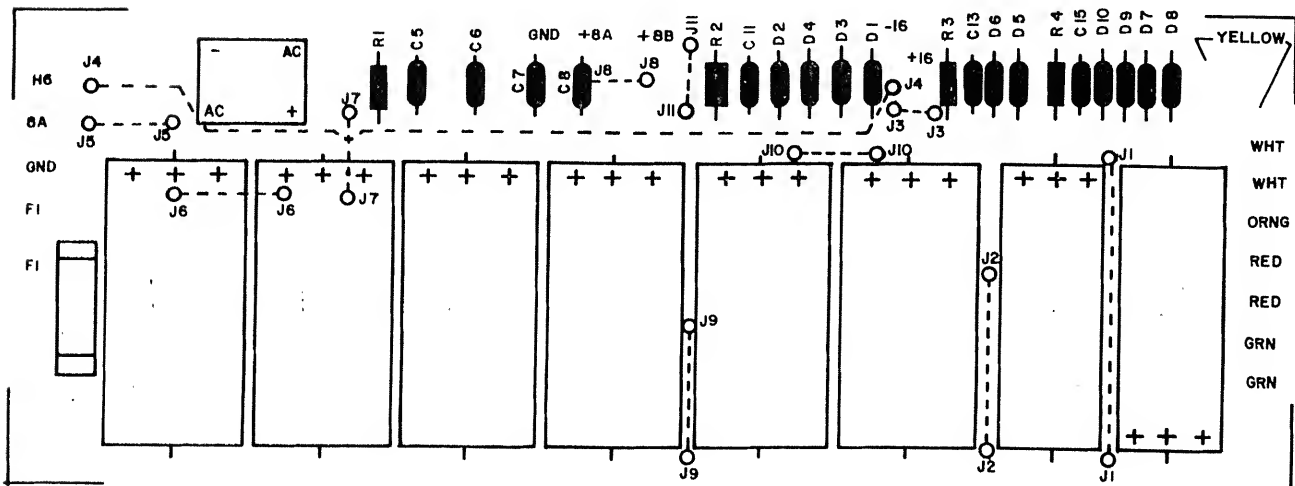 J4
H6
8A
J5
J5
GND
F1
F1
- AC
AC +
J7
J7
R1
C5
C6
GND
C7
+8A
C8
J8
+8B
J8
J11
J11
R2
C11
D2
D4
D3
D1
-16
+16
J4
J3
J3
R3
C13
D6
D5
R4
C15
D10
D9
D7
D8
YELLOW
J10
J10
J1
+ + +
+ + +
+ + +
+ + +
+ + +
+ + +
+ + +
J6
J6
WHT
WHT
ORNG
RED
RED
GRN
GRN
J2
J9
+ + +
J9
J2
J1